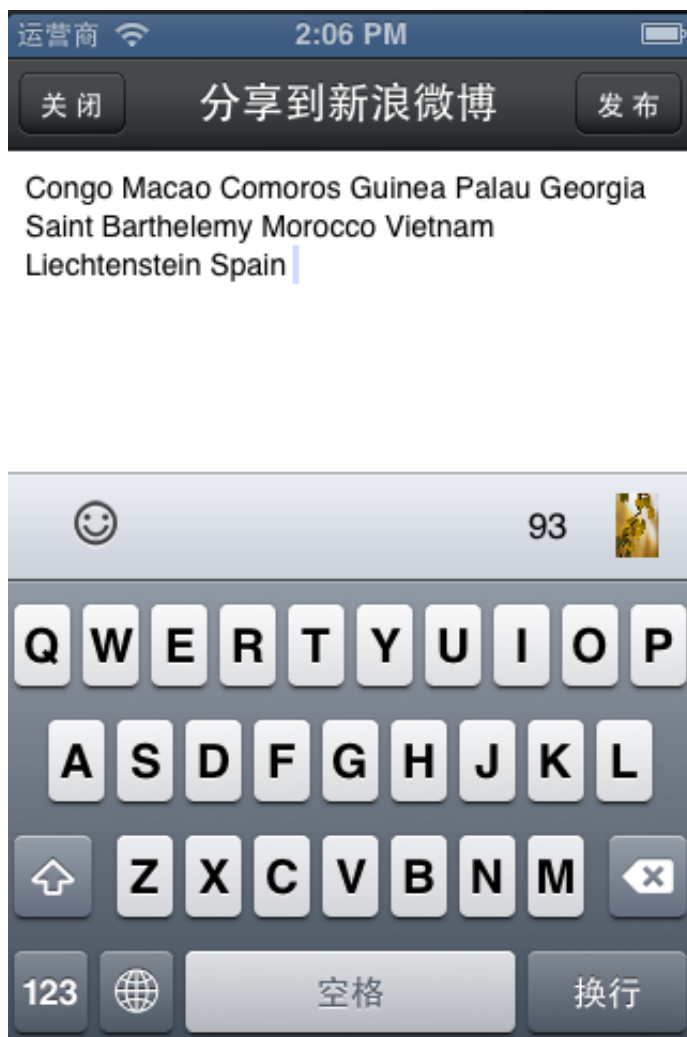 运营商 2:06 PM
关闭 分享到新浪微博 发布
Congo Macao Comoros Guinea Palau Georgia
Saint Barthelemy Morocco Vietnam
Liechtenstein Spain
93
Q W E R T Y U I O P
A S D F G H J K L
Z X C V B N M
123 空格 换行